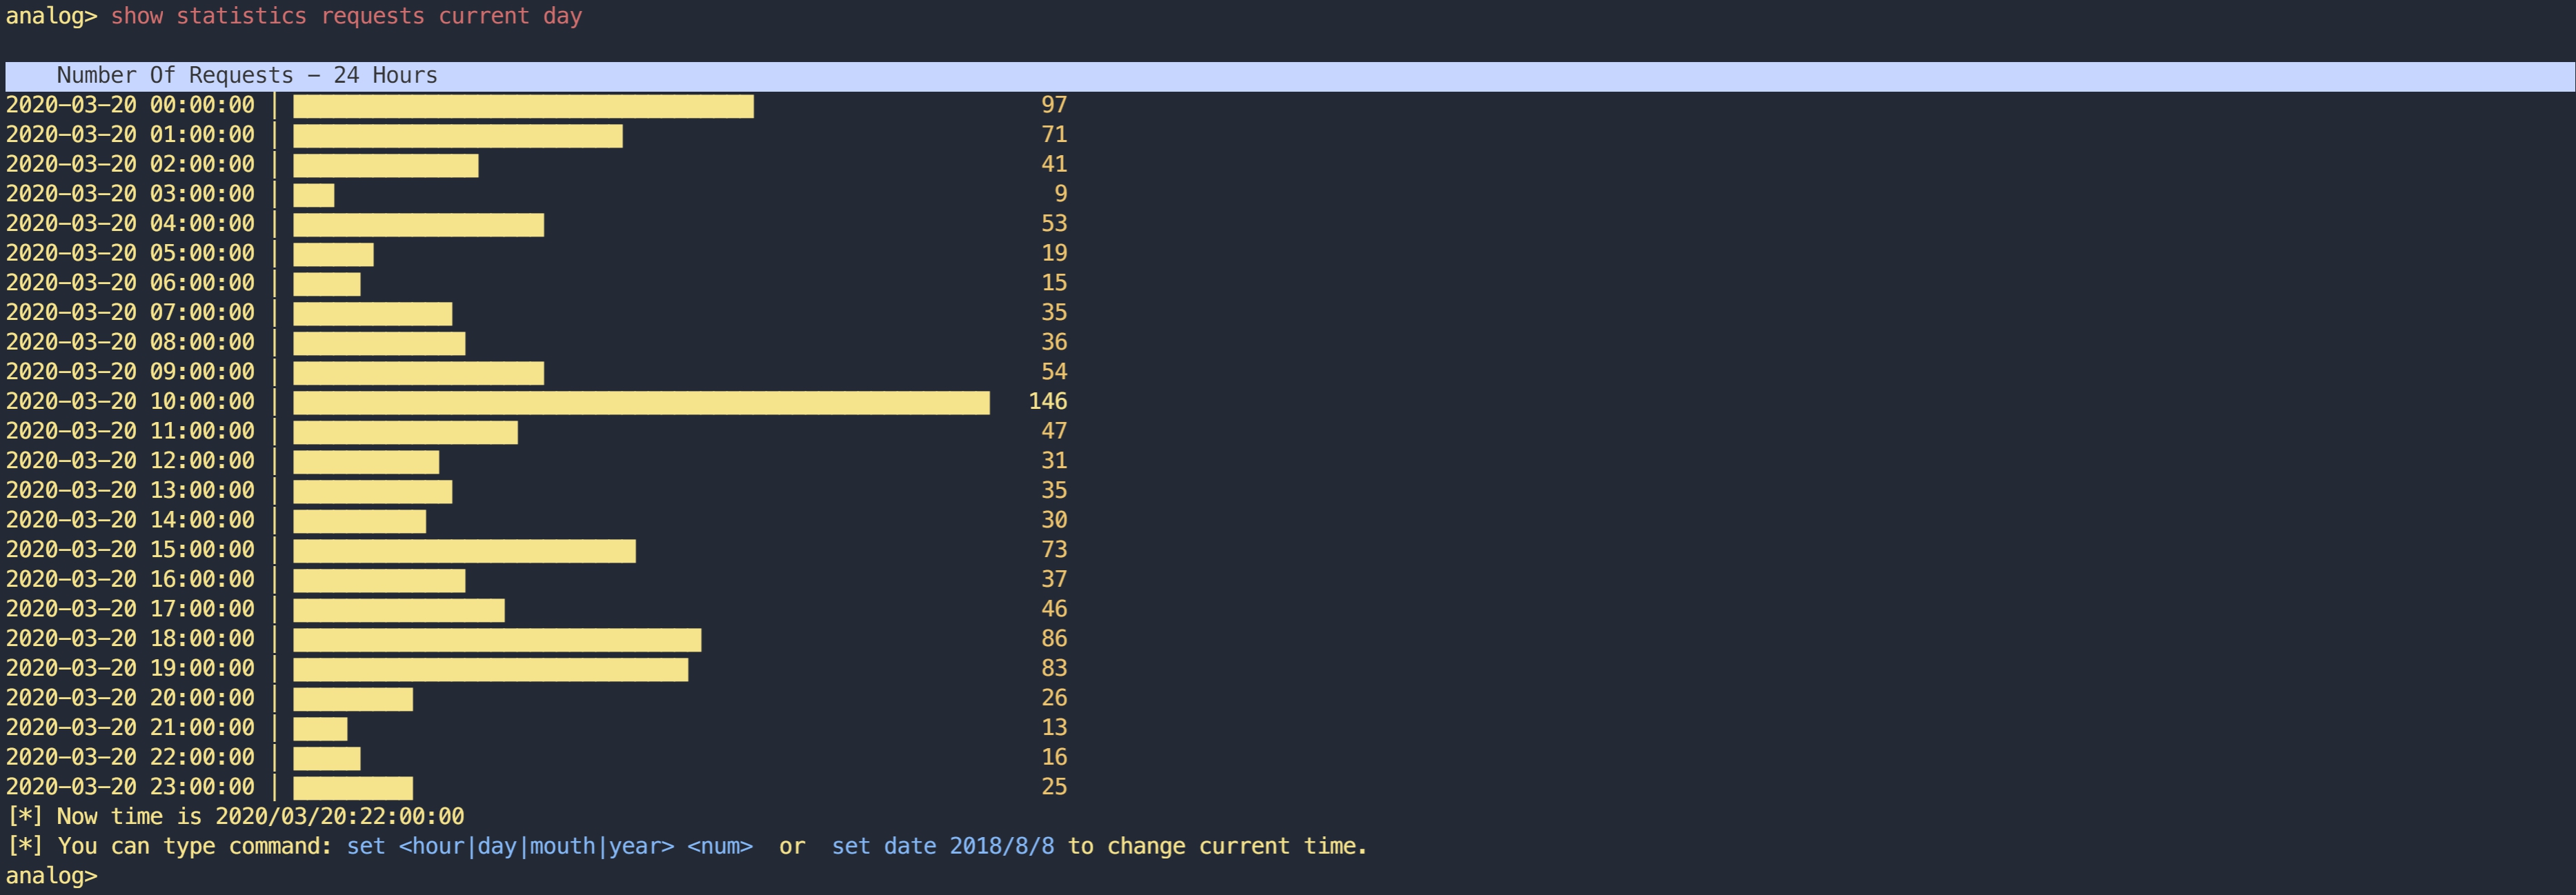 analog> show statistics requests current day
Number Of Requests - 24 Hours
2020-03-20 00:00:00 | 97
2020-03-20 01:00:00 | 71
2020-03-20 02:00:00 | 41
2020-03-20 03:00:00 | 9
2020-03-20 04:00:00 | 53
2020-03-20 05:00:00 | 19
2020-03-20 06:00:00 | 15
2020-03-20 07:00:00 | 35
2020-03-20 08:00:00 | 36
2020-03-20 09:00:00 | 54
2020-03-20 10:00:00 | 146
2020-03-20 11:00:00 | 47
2020-03-20 12:00:00 | 31
2020-03-20 13:00:00 | 35
2020-03-20 14:00:00 | 30
2020-03-20 15:00:00 | 73
2020-03-20 16:00:00 | 37
2020-03-20 17:00:00 | 46
2020-03-20 18:00:00 | 86
2020-03-20 19:00:00 | 83
2020-03-20 20:00:00 | 26
2020-03-20 21:00:00 | 13
2020-03-20 22:00:00 | 16
2020-03-20 23:00:00 | 25
[*] Now time is 2020/03/20:22:00:00
[*] You can type command: set <hour|day|mouth|year> <num>  or  set date 2018/8/8 to change current time.
analog>